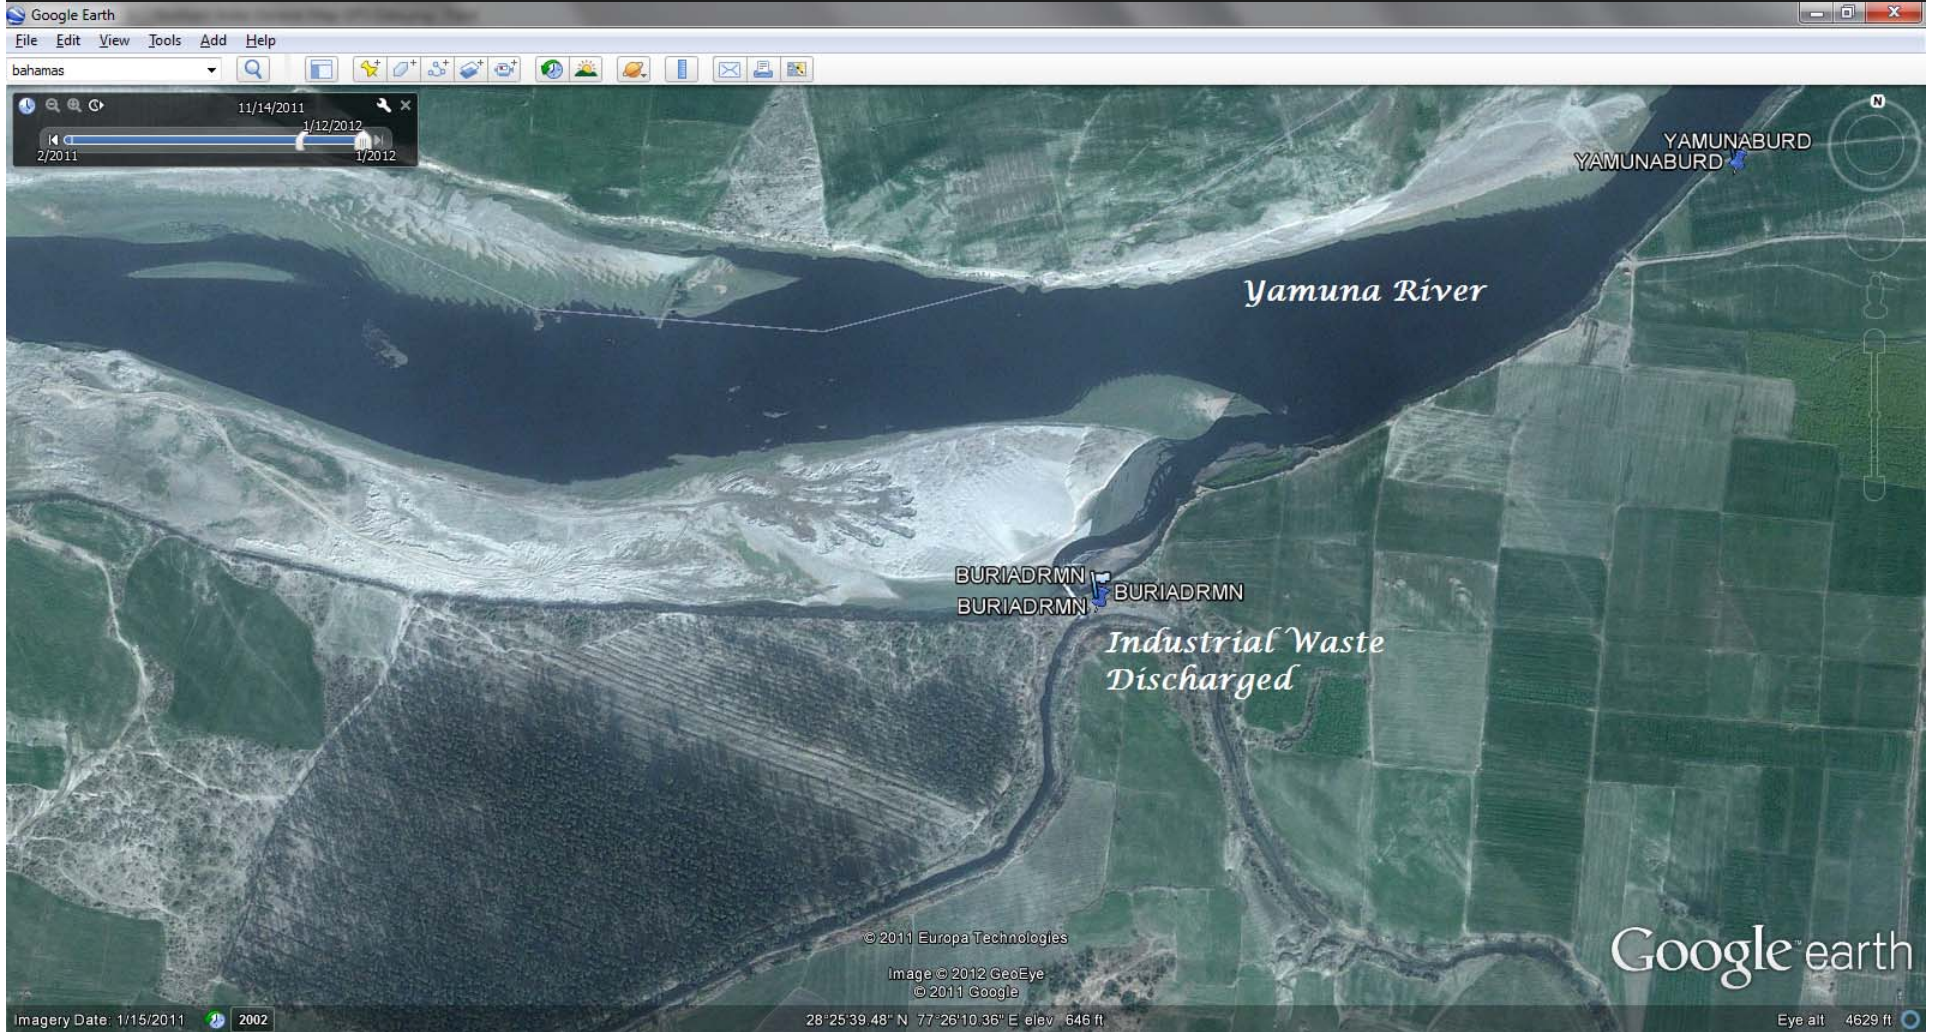 Google Earth
File Edit View Tools Add Help
bahamas
11/14/2011
1/12/2012
2/2011 1/2012
N
YAMUNABURD
YAMUNABURD
Yamuna River
BURIADRMN
BURIADRMN
BURIADRMN
Industrial Waste
Discharged
© 2011 Europa Technologies
Image © 2012 GeoEye
© 2011 Google
Google earth
Imagery Date: 1/15/2011 2002 28°25'39.48" N 77°26'10.36" E elev 646 ft Eye alt 4629 ft